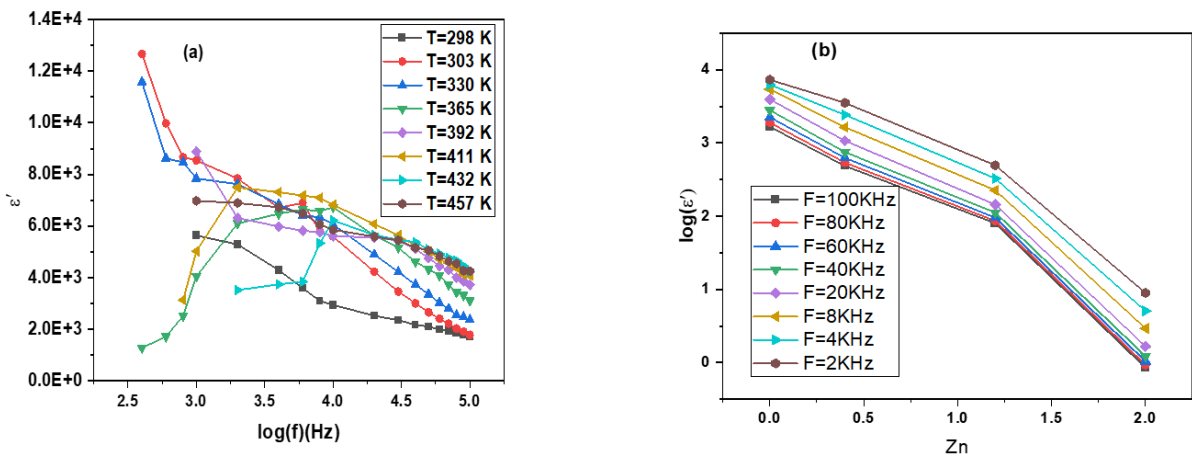 (a)
1.4E+4
1.2E+4
1.0E+4
8.0E+3
6.0E+3
4.0E+3
2.0E+3
0.0E+0
ε′
2.5 3.0 3.5 4.0 4.5 5.0
log(f)(Hz)
T=298 K
T=303 K
T=330 K
T=365 K
T=392 K
T=411 K
T=432 K
T=457 K
(b)
4
3
2
1
0
log(ε′)
0.0 0.5 1.0 1.5 2.0
Zn
F=100KHz
F=80KHz
F=60KHz
F=40KHz
F=20KHz
F=8KHz
F=4KHz
F=2KHz